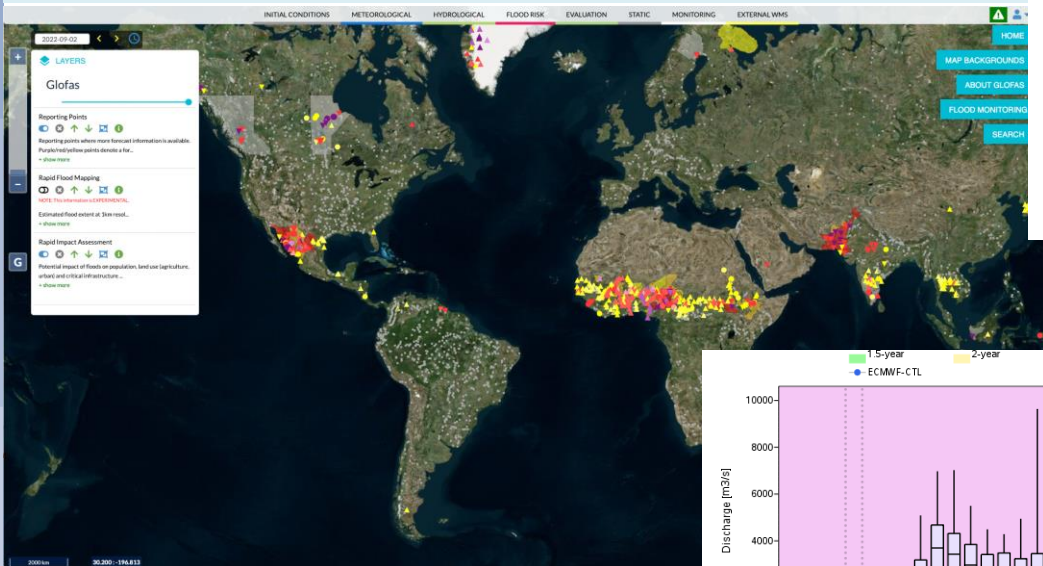 INITIAL CONDITIONS METEOROLOGICAL HYDROLOGICAL FLOOD RISK EVALUATION STATIC MONITORING EXTERNAL WMS
HOME
MAP BACKGROUNDS
ABOUT GLOFAS
FLOOD MONITORING
SEARCH
+
–
G
2022-09-02
LAYERS
Glofas
Reporting Points
Reporting points where more forecast information is available.
Purple/red/yellow points denote a for...
+ show more
Rapid Flood Mapping
NOTE: This information is EXPERIMENTAL.
Estimated flood extent at 1km resol...
+ show more
Rapid Impact Assessment
Potential impact of floods on population, land use (agriculture,
urban) and critical infrastructure ...
+ show more
2000 km 30.200 : -196.813
1.5-year 2-year
ECMWF-CTL
Discharge [m3/s]
10000
8000
6000
4000